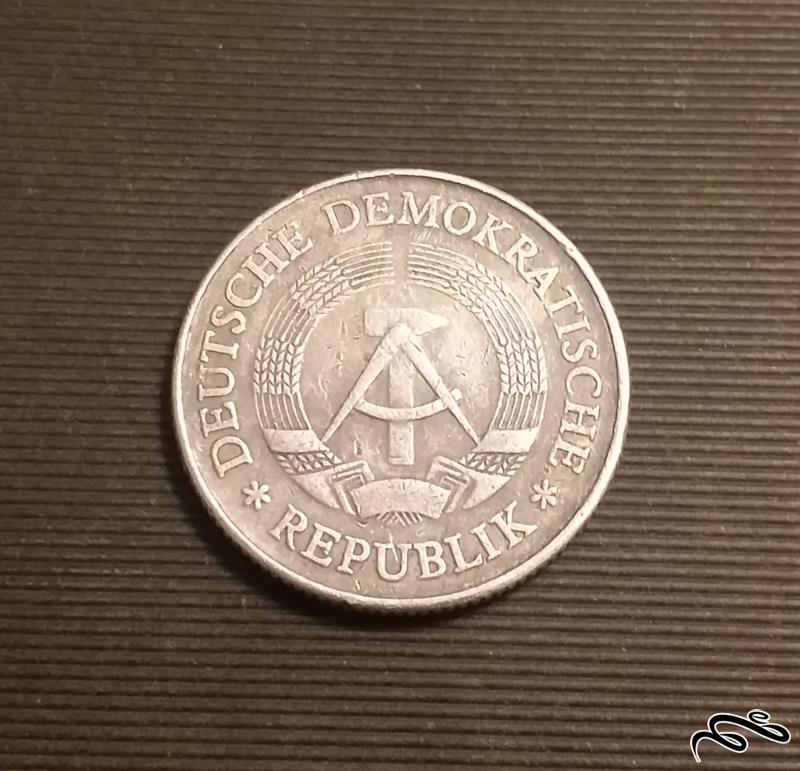 DEUTSCHE DEMOKRATISCHE
* REPUBLIK *